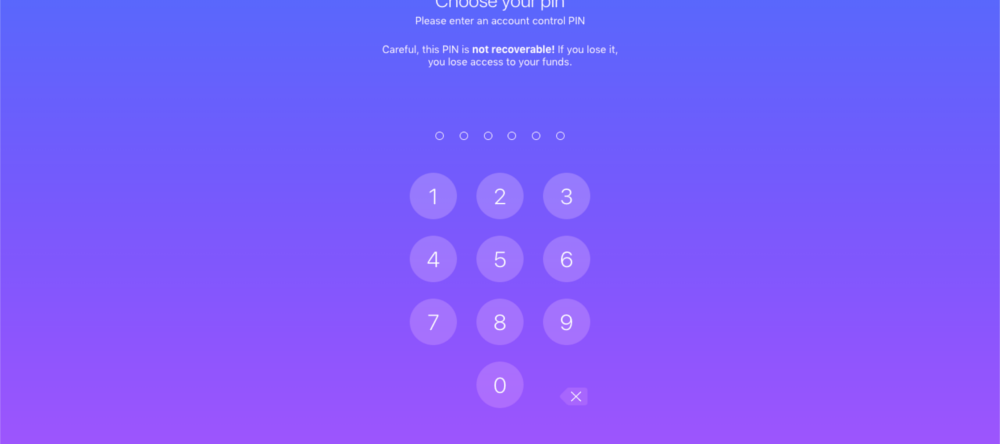 Choose your pin
Please enter an account control PIN
Careful, this PIN is not recoverable! If you lose it,
you lose access to your funds.
1 2 3
4 5 6
7 8 9
0